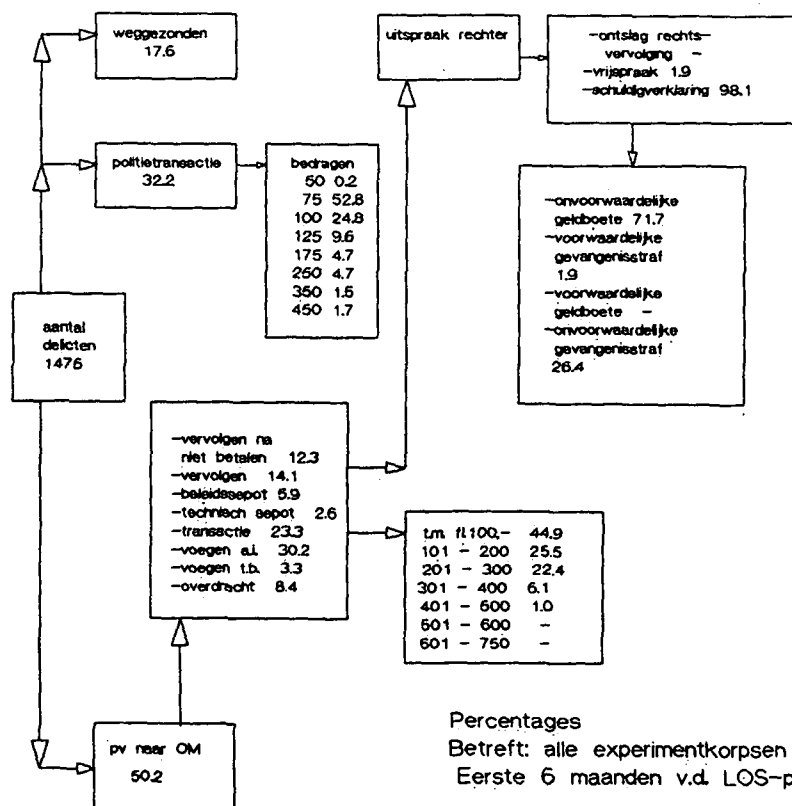 weggezonden
17.6
politietransactie
32.2
bedragen
50 0.2
75 52.8
100 24.8
125 9.6
175 4.7
250 4.7
350 1.5
450 1.7
aantal
delicten
1475
pv naar OM
50.2
-vervolgen na
niet betalen 12.3
-vervolgen 14.1
-beleidssepot 5.9
-technisch sepot 2.6
-transactie 23.3
-voegen a.i. 30.2
-voegen t.b. 3.3
-overdracht 8.4
uitspraak rechter
-ontslag rechts-
vervolging -
-vrijspraak 1.9
-schuldigverklaring 98.1
-onvoorwaardelijke
geldboete 71.7
-voorwaardelijke
gevangenisstraf
1.9
-voorwaardelijke
geldboete -
-onvoorwaardelijke
gevangenisstraf
26.4
t.m. fl.100,- 44.9
101 - 200 25.5
201 - 300 22.4
301 - 400 6.1
401 - 500 1.0
501 - 600 -
601 - 750 -
Percentages
Betreft: alle experimentkorpsen
Eerste 6 maanden v.d. LOS-p